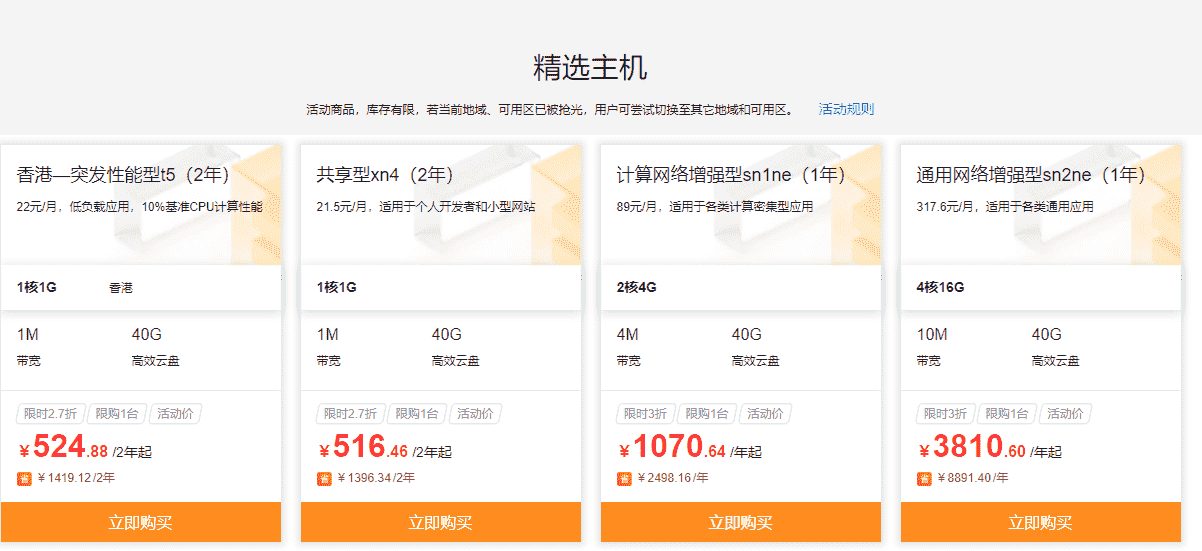 精选主机
活动商品，库存有限，若当前地域、可用区已被抢光，用户可尝试切换至其它地域和可用区。 活动规则
香港—突发性能型t5（2年）
22元/月，低负载应用，10%基准CPU计算性能
1核1G 香港
1M 40G
带宽 高效云盘
限时2.7折 限购1台 活动价
￥524.88 /2年起
省 ￥1419.12/2年
立即购买
共享型xn4（2年）
21.5元/月，适用于个人开发者和小型网站
1核1G
1M 40G
带宽 高效云盘
限时2.7折 限购1台 活动价
￥516.46 /2年起
省 ￥1396.34/2年
立即购买
计算网络增强型sn1ne（1年）
89元/月，适用于各类计算密集型应用
2核4G
4M 40G
带宽 高效云盘
限时3折 限购1台 活动价
￥1070.64 /年起
省 ￥2498.16/年
立即购买
通用网络增强型sn2ne（1年）
317.6元/月，适用于各类通用应用
4核16G
10M 40G
带宽 高效云盘
限时3折 限购1台 活动价
￥3810.60 /年起
省 ￥8891.40/年
立即购买